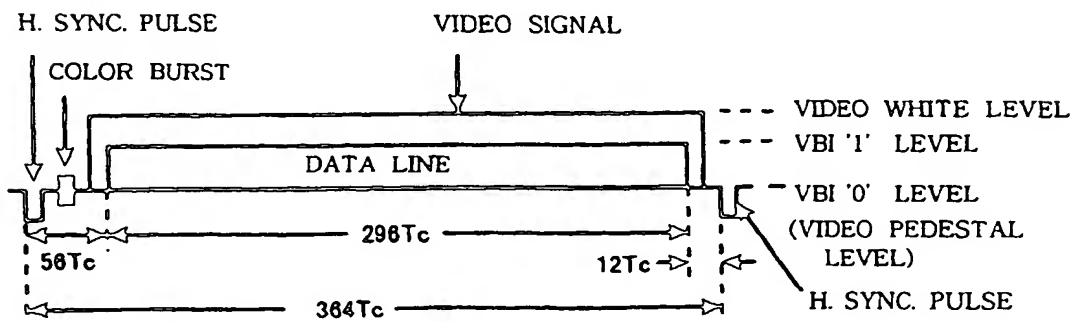 H. SYNC. PULSE
VIDEO SIGNAL
COLOR BURST
VIDEO WHITE LEVEL
VBI '1' LEVEL
DATA LINE
VBI '0' LEVEL
(VIDEO PEDESTAL
LEVEL)
296Tc
56Tc
12Tc
364Tc
H. SYNC. PULSE